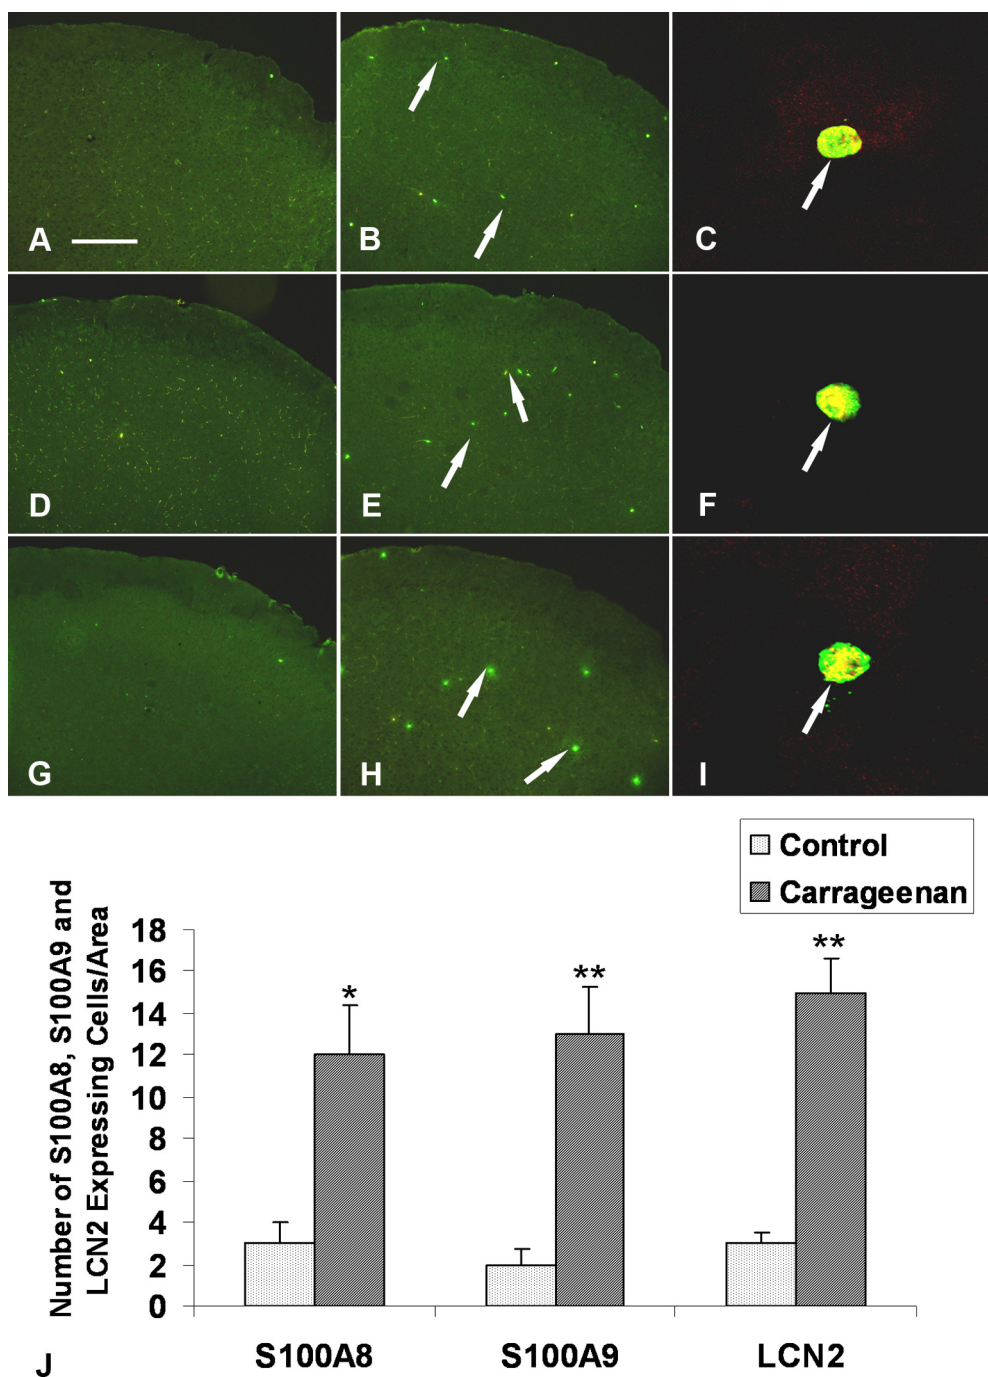 A
B
C
D
E
F
G
H
I
Control
Carrageenan
Number of S100A8, S100A9 and
LCN2 Expressing Cells/Area
18
16
14
12
10
8
6
4
2
0
*
**
**
S100A8
S100A9
LCN2
J